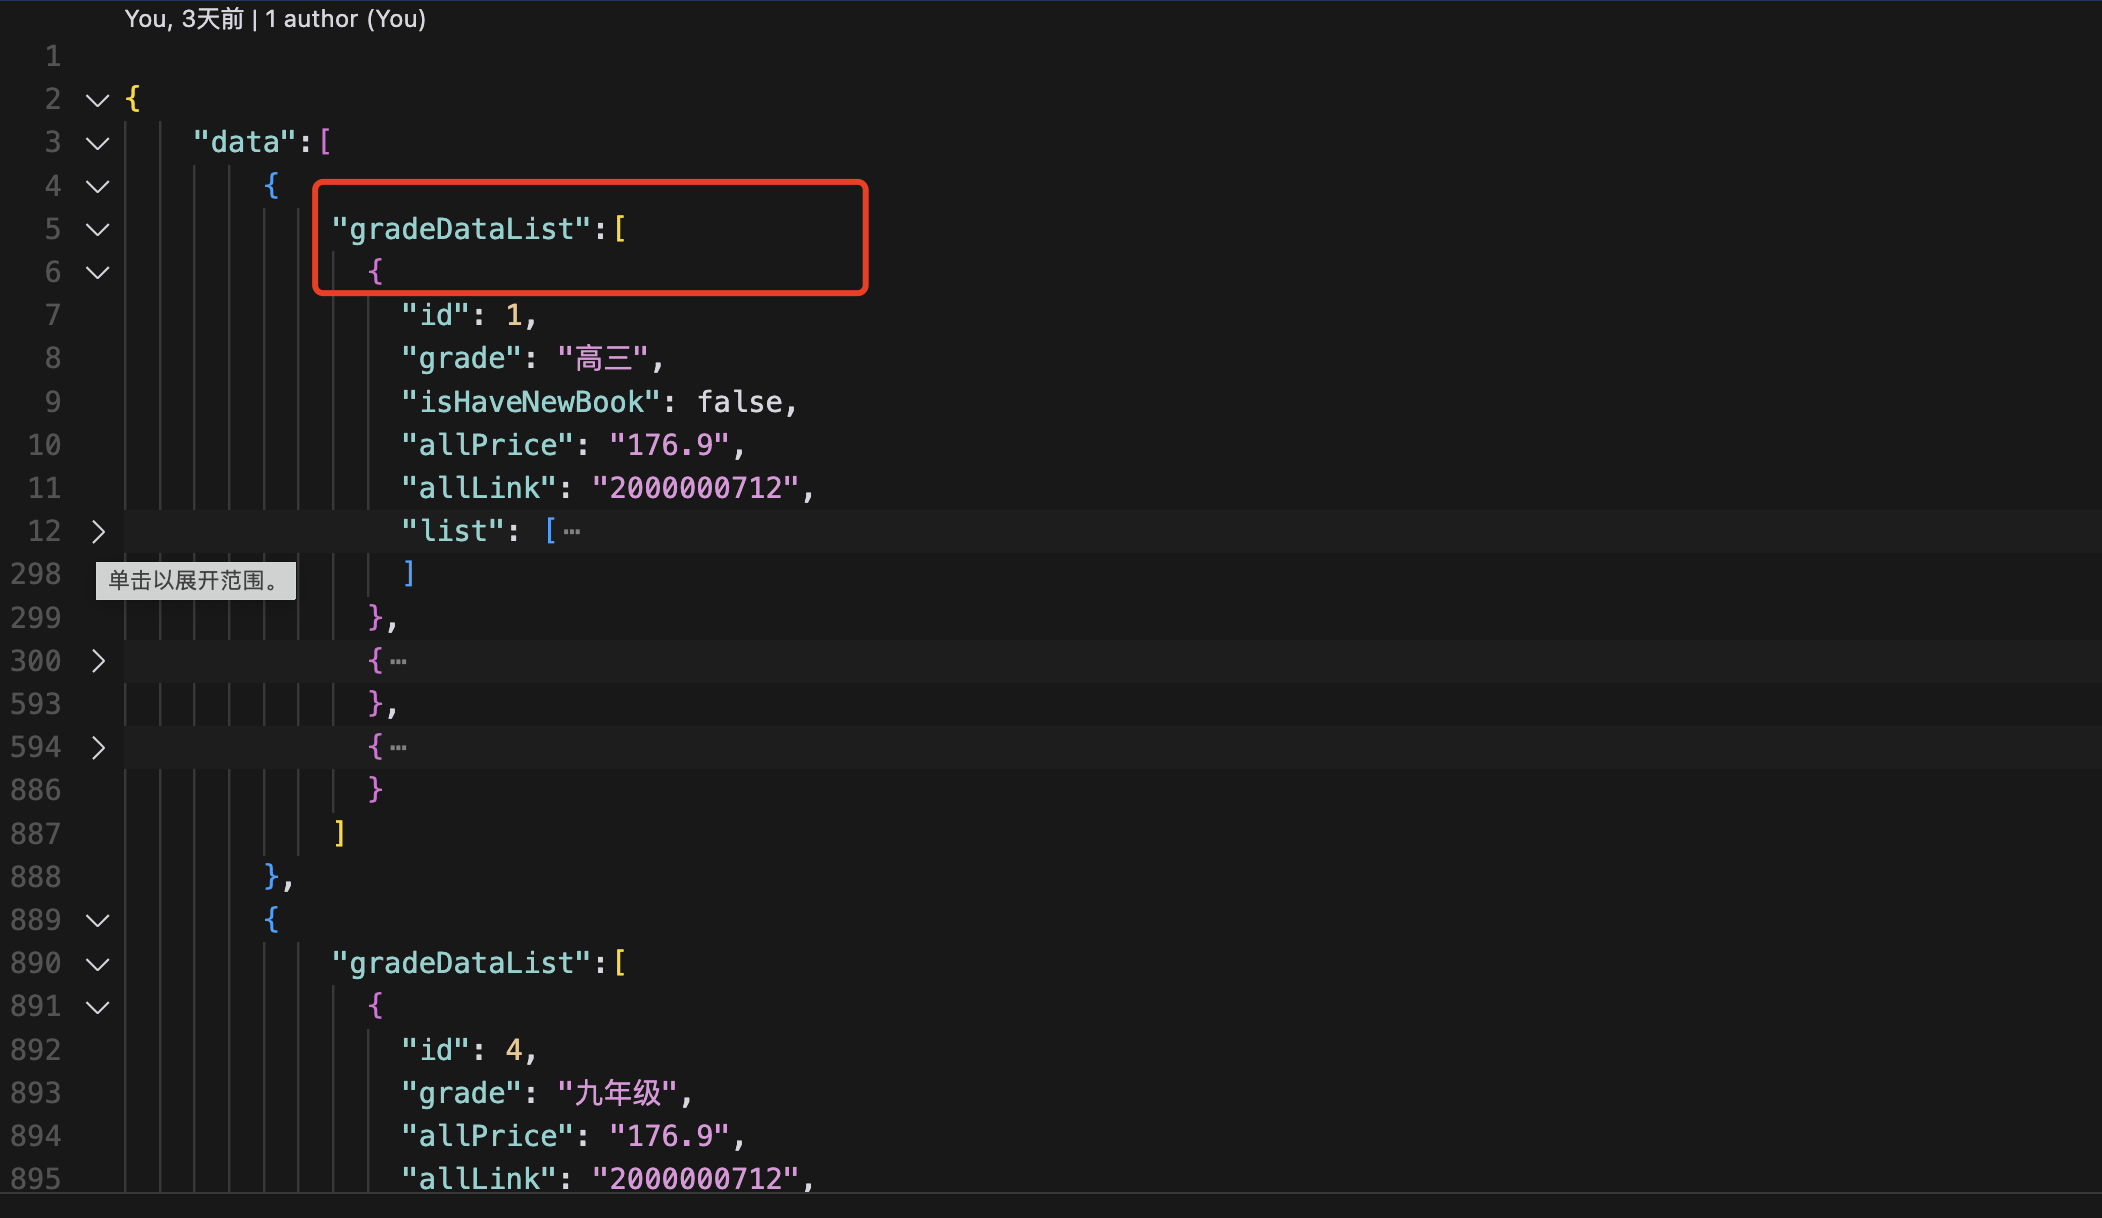 You, 3天前 | 1 author (You)
1
2 {
3 "data":[
4 {
5 "gradeDataList":[
6 {
7 "id": 1,
8 "grade": "高三",
9 "isHaveNewBook": false,
10 "allPrice": "176.9",
11 "allLink": "2000000712",
12 "list": [⋯
298 ]
单击以展开范围。
299 },
300 {⋯
593 },
594 {⋯
886 }
887 ]
888 },
889 {
890 "gradeDataList":[
891 {
892 "id": 4,
893 "grade": "九年级",
894 "allPrice": "176.9",
895 "allLink": "2000000712",